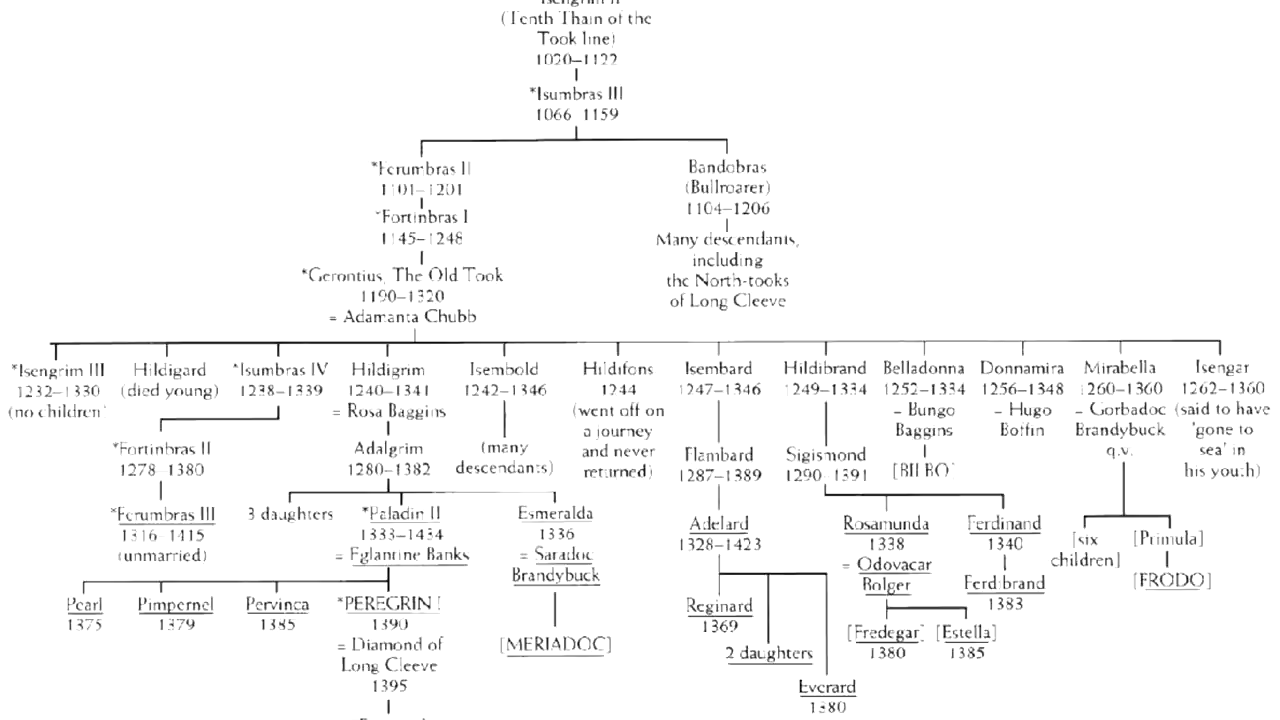 Isengrim II
(Tenth Thain of the
Took line)
1020–1122
*Isumbras III
1066–1159
*Ferumbras II
1101–1201
Bandobras
(Bullroarer)
1104–1206
*Fortinbras I
1145–1248
Many descendants,
including
the North-tooks
of Long Cleeve
*Gerontius, The Old Took
1190–1320
= Adamanta Chubb
*Isengrim III
1232–1330
(no children)
Hildigard
(died young)
*Isumbras IV
1238–1339
Hildigrim
1240–1341
= Rosa Baggins
Isembold
1242–1346
(many
descendants)
Hildifons
1244
(went off on
a journey
and never
returned)
Isembard
1247–1346
Hildibrand
1249–1334
Belladonna
1252–1334
= Bungo
Baggins
[BILBO]
Donnamira
1256–1348
= Hugo
Boffin
Mirabella
1260–1360
= Gorbadoc
Brandybuck
q.v.
Isengar
1262–1360
(said to have
'gone to
sea' in
his youth)
*Fortinbras II
1278–1380
Adalgrim
1280–1382
Flambard
1287–1389
Sigismond
1290–1391
*Ferumbras III
1316–1415
(unmarried)
3 daughters
*Paladin II
1333–1434
= Eglantine Banks
Esmeralda
1336
= Saradoc
Brandybuck
Adelard
1328–1423
Rosamunda
1338
= Odovacar
Bolger
Ferdinand
1340
Ferdibrand
1383
[six
children]
[Primula]
[FRODO]
Pearl
1375
Pimpernel
1379
Pervinca
1385
*PEREGRIN I
1390
= Diamond of
Long Cleeve
1395
[MERIADOC]
Reginard
1369
2 daughters
Everard
1380
[Fredegar]
1380
[Estella]
1385